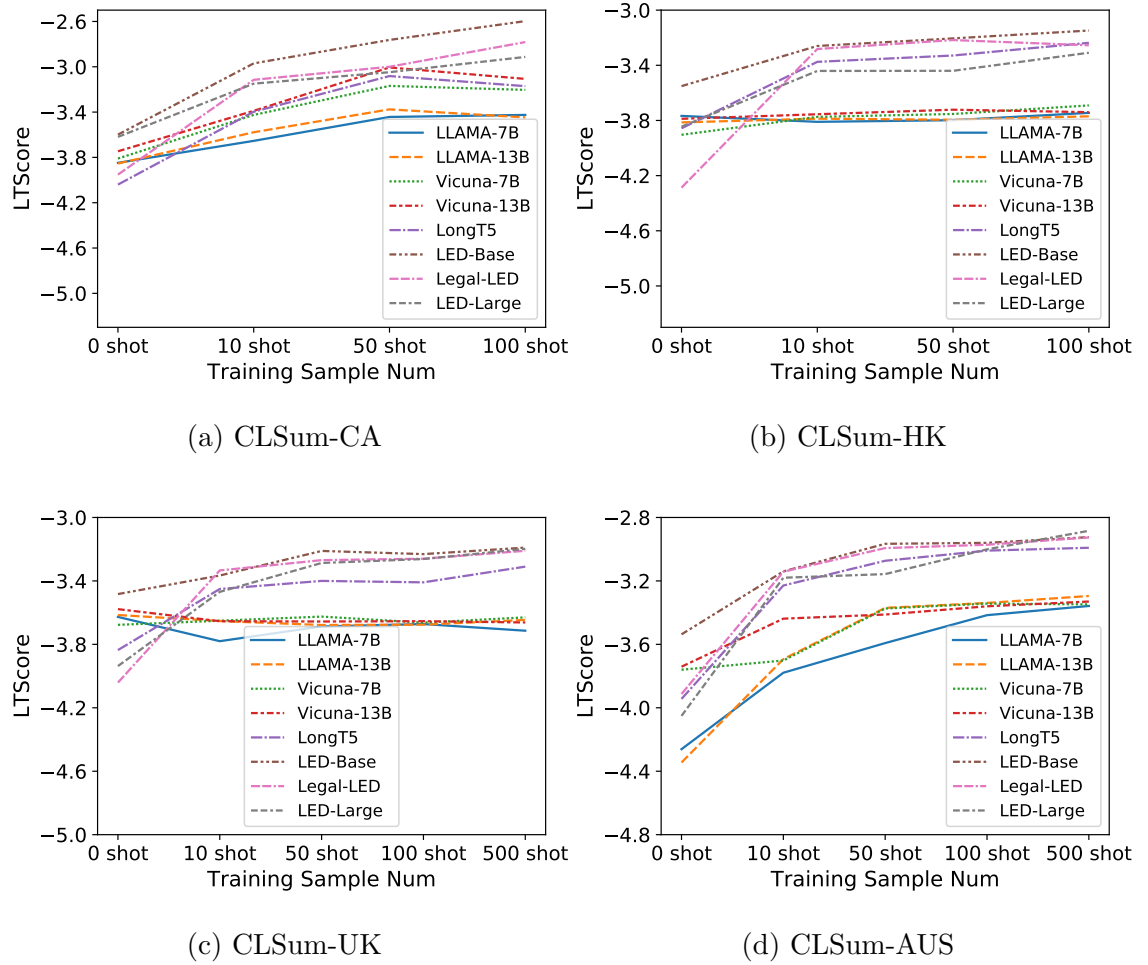 −2.6
−3.0
−3.4
−3.8
−4.2
−4.6
−5.0
LTScore
LLAMA-7B
LLAMA-13B
Vicuna-7B
Vicuna-13B
LongT5
LED-Base
Legal-LED
LED-Large
0 shot 10 shot 50 shot 100 shot
Training Sample Num
(a) CLSum-CA
−3.0
−3.4
−3.8
−4.2
−4.6
−5.0
LTScore
LLAMA-7B
LLAMA-13B
Vicuna-7B
Vicuna-13B
LongT5
LED-Base
Legal-LED
LED-Large
0 shot 10 shot 50 shot 100 shot
Training Sample Num
(b) CLSum-HK
−3.0
−3.4
−3.8
−4.2
−4.6
−5.0
LTScore
LLAMA-7B
LLAMA-13B
Vicuna-7B
Vicuna-13B
LongT5
LED-Base
Legal-LED
LED-Large
0 shot 10 shot 50 shot 100 shot 500 shot
Training Sample Num
(c) CLSum-UK
−2.8
−3.2
−3.6
−4.0
−4.4
−4.8
LTScore
LLAMA-7B
LLAMA-13B
Vicuna-7B
Vicuna-13B
LongT5
LED-Base
Legal-LED
LED-Large
0 shot 10 shot 50 shot 100 shot 500 shot
Training Sample Num
(d) CLSum-AUS